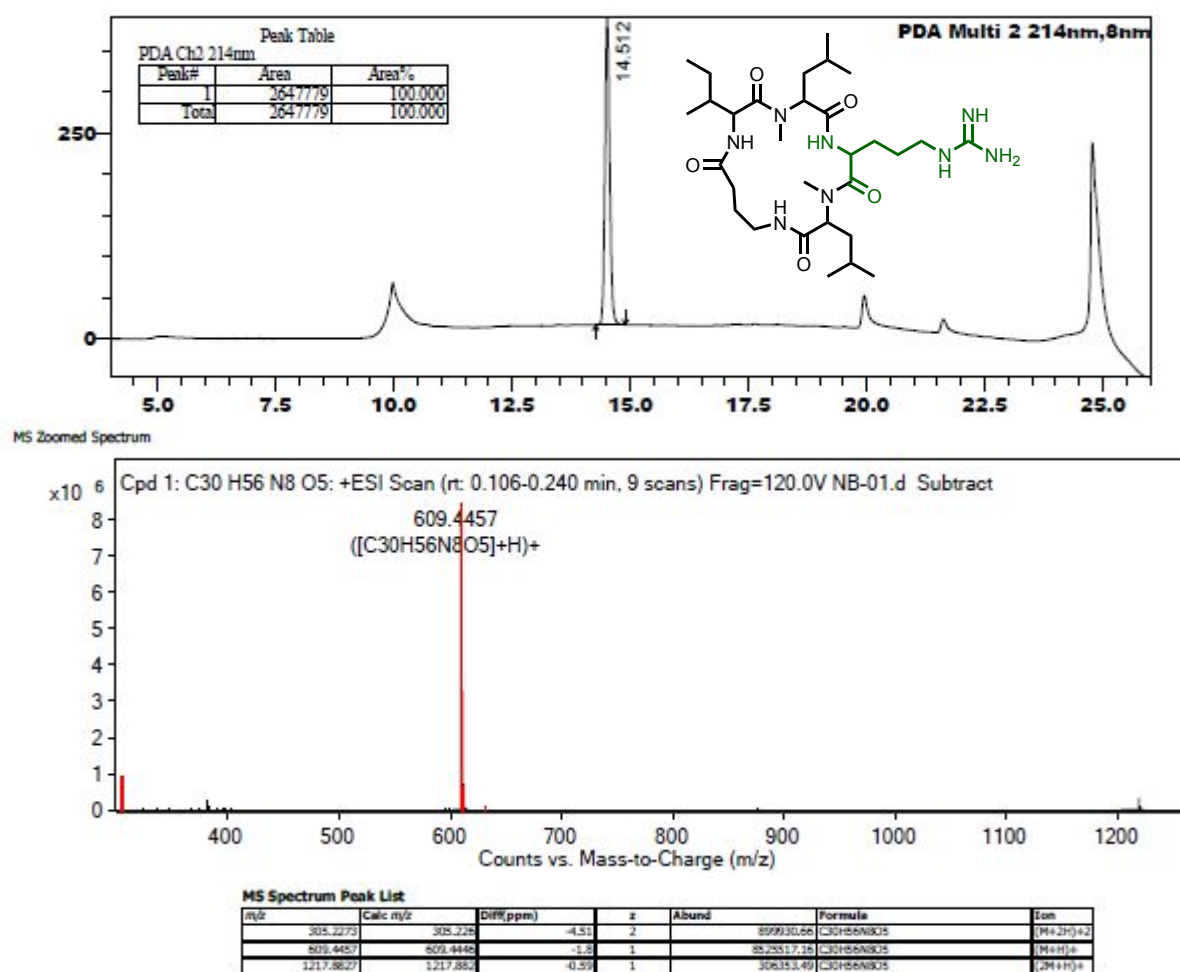 Peak Table
PDA Ch2 214nm
Peak# Area Area%
1 2647779 100.000
Total 2647779 100.000
14.512
PDA Multi 2 214nm,8nm
250
0
O
O
N
NH
HN
NH
N
H
NH2
O
N
O
H
N
O
5.0 7.5 10.0 12.5 15.0 17.5 20.0 22.5 25.0
MS Zoomed Spectrum
x10 6
Cpd 1: C30 H56 N8 O5: +ESI Scan (rt: 0.106-0.240 min, 9 scans) Frag=120.0V NB-01.d Subtract
609.4457
([C30H56N8O5]+H)+
8
7
6
5
4
3
2
1
0
400 500 600 700 800 900 1000 1100 1200
Counts vs. Mass-to-Charge (m/z)
MS Spectrum Peak List
m/z Calc m/z Diff(ppm) z Abund Formula Ion
305.2273 305.226 -4.51 2 899930.66 C30H56N8O5 (M+2H)+2
609.4457 609.4446 -1.8 1 8525517.16 C30H56N8O5 (M+H)+
1217.8827 1217.882 -0.59 1 306353.49 C30H56N8O5 (2M+H)+